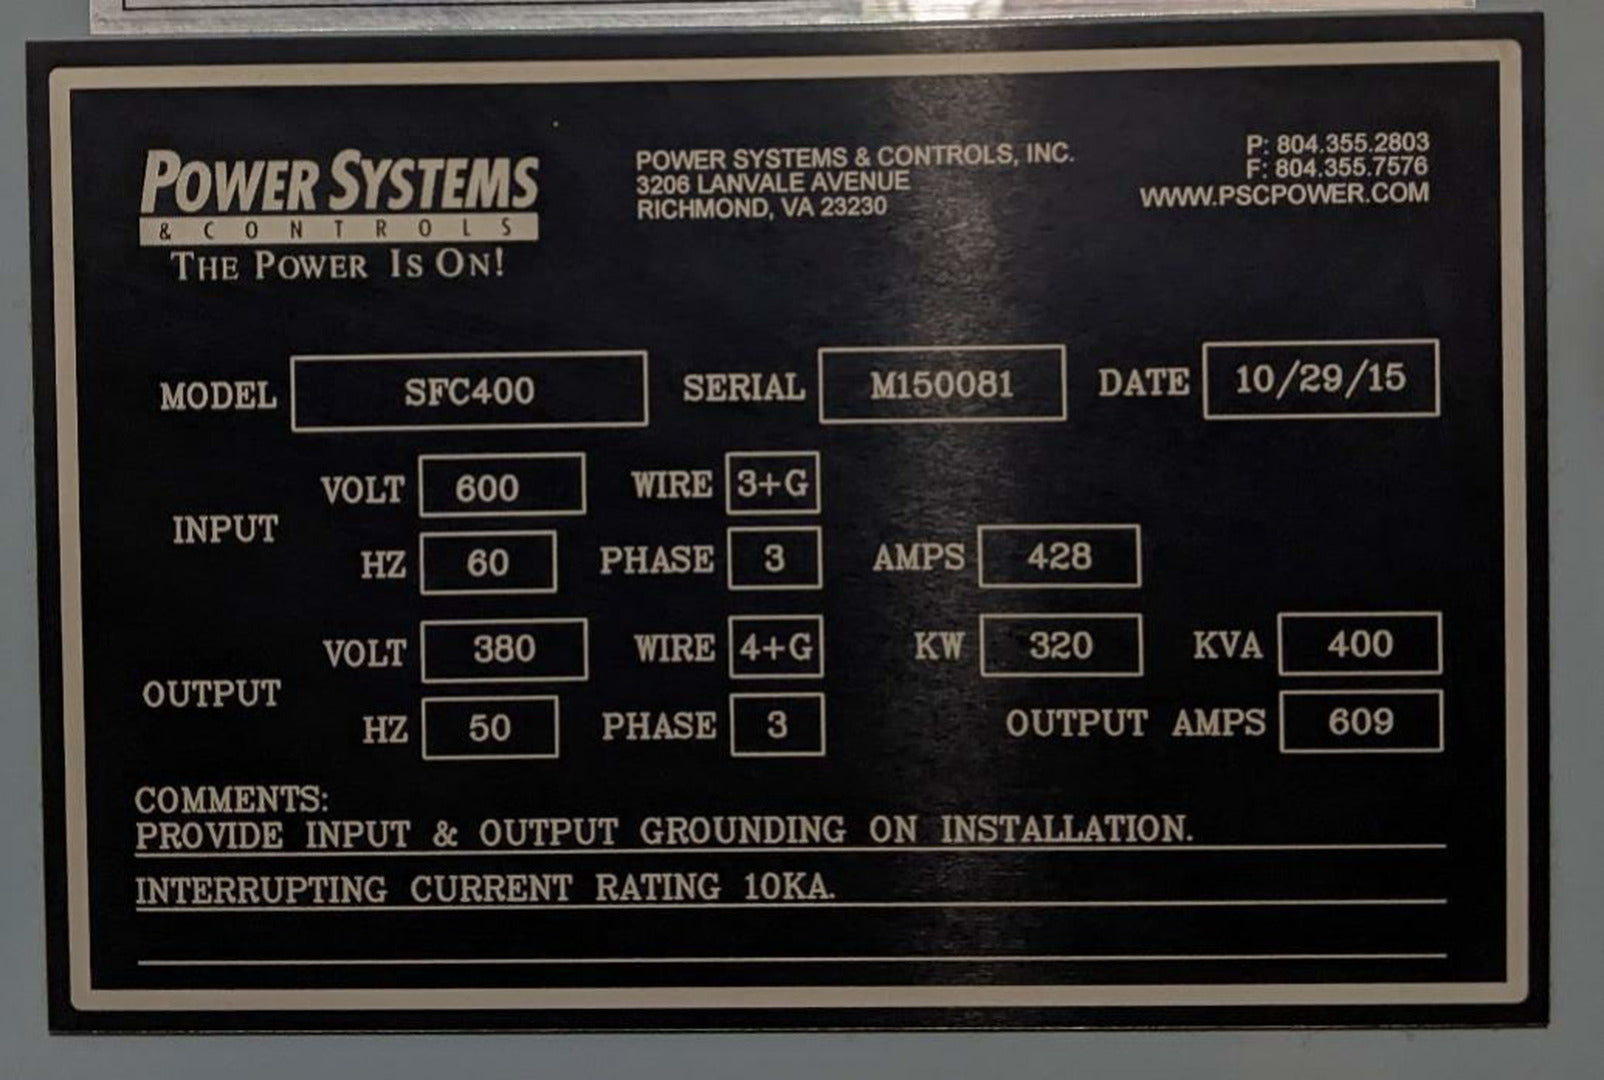 POWER SYSTEMS
& CONTROLS
THE POWER IS ON!
POWER SYSTEMS & CONTROLS, INC.
3206 LANVALE AVENUE
RICHMOND, VA 23230
P: 804.355.2803
F: 804.355.7576
WWW.PSCPOWER.COM
MODEL SFC400 SERIAL M150081 DATE 10/29/15
INPUT
VOLT 600 WIRE 3+G
HZ 60 PHASE 3 AMPS 428
OUTPUT
VOLT 380 WIRE 4+G KW 320 KVA 400
HZ 50 PHASE 3 OUTPUT AMPS 609
COMMENTS:
PROVIDE INPUT & OUTPUT GROUNDING ON INSTALLATION.
INTERRUPTING CURRENT RATING 10KA.